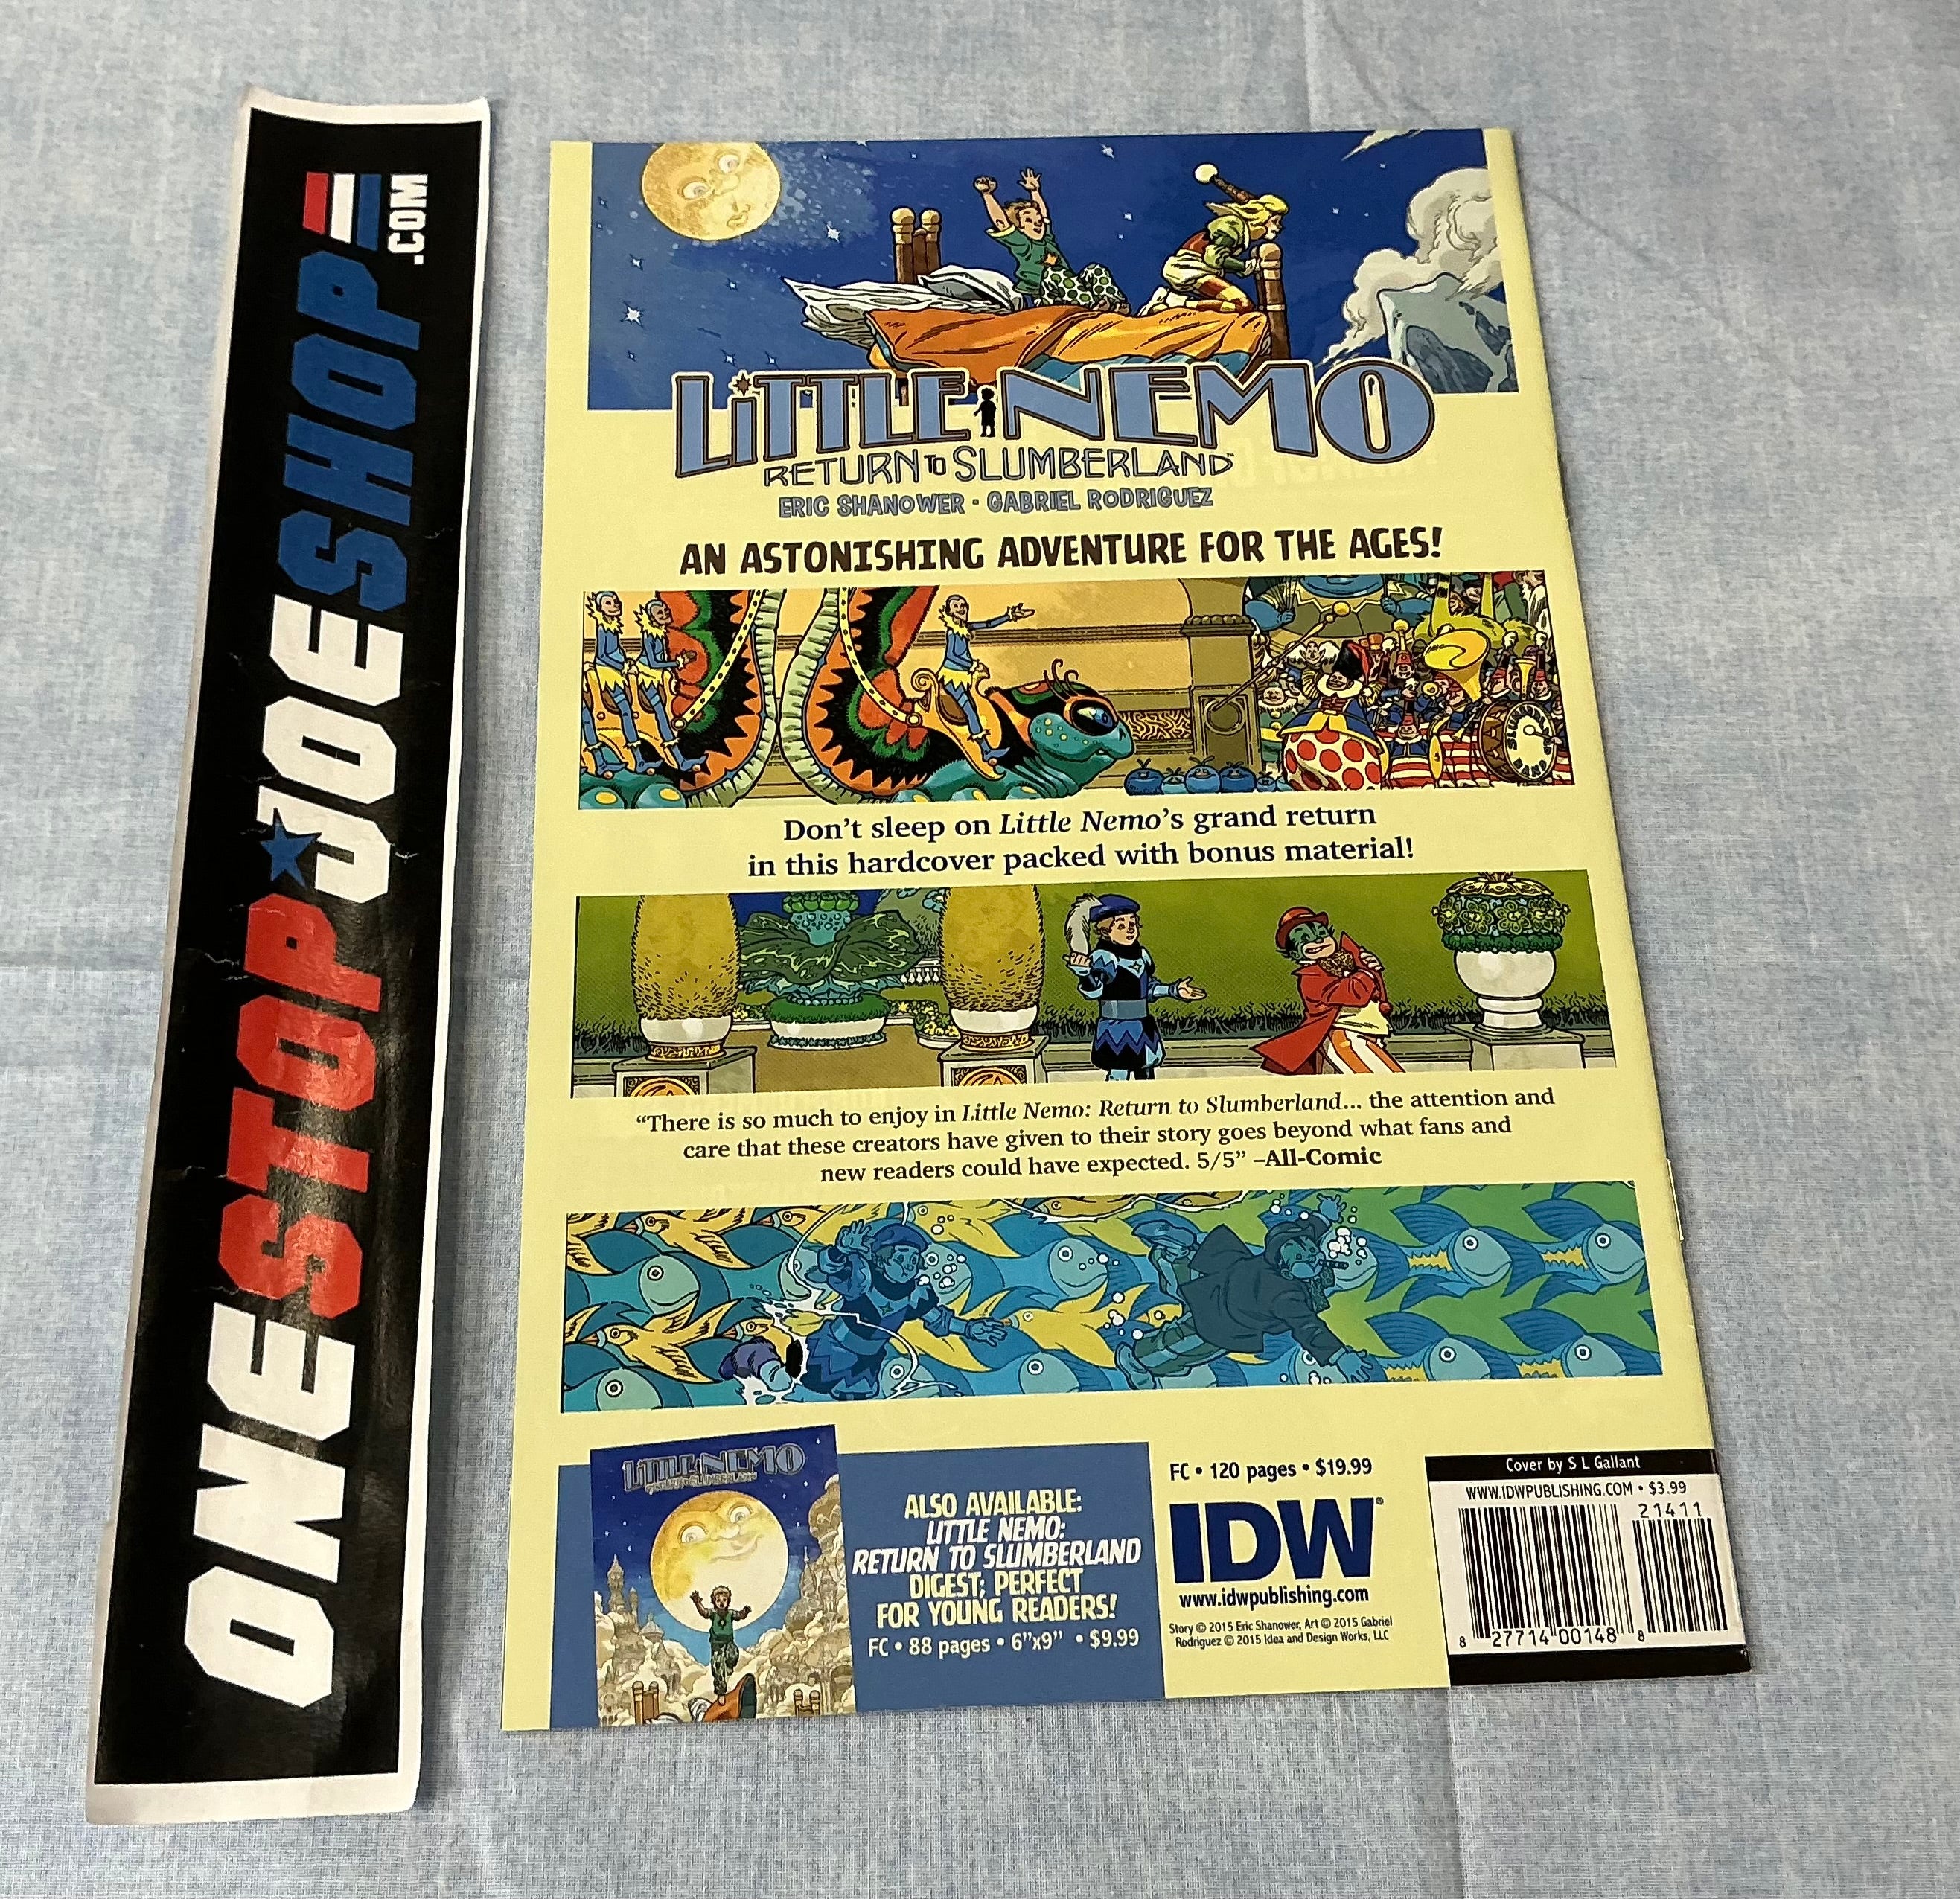 ONESTOPJOESHOP
.COM
LiTTLE NEMO
RETURN TO SLUMBERLAND™
ERIC SHANOWER • GABRIEL RODRIGUEZ
AN ASTONISHING ADVENTURE FOR THE AGES!
Don't sleep on Little Nemo's grand return
in this hardcover packed with bonus material!
"There is so much to enjoy in Little Nemo: Return to Slumberland... the attention and
care that these creators have given to their story goes beyond what fans and
new readers could have expected. 5/5" –All-Comic
LiTTLE NEMO
RETURN TO SLUMBERLAND
ALSO AVAILABLE:
LITTLE NEMO:
RETURN TO SLUMBERLAND
DIGEST; PERFECT
FOR YOUNG READERS!
FC • 88 pages • 6"x9" • $9.99
FC • 120 pages • $19.99
IDW®
www.idwpublishing.com
Story © 2015 Eric Shanower, Art © 2015 Gabriel
Rodriguez © 2015 Idea and Design Works, LLC
Cover by S L Gallant
WWW.IDWPUBLISHING.COM • $3.99
21411
8 27714 00148 8